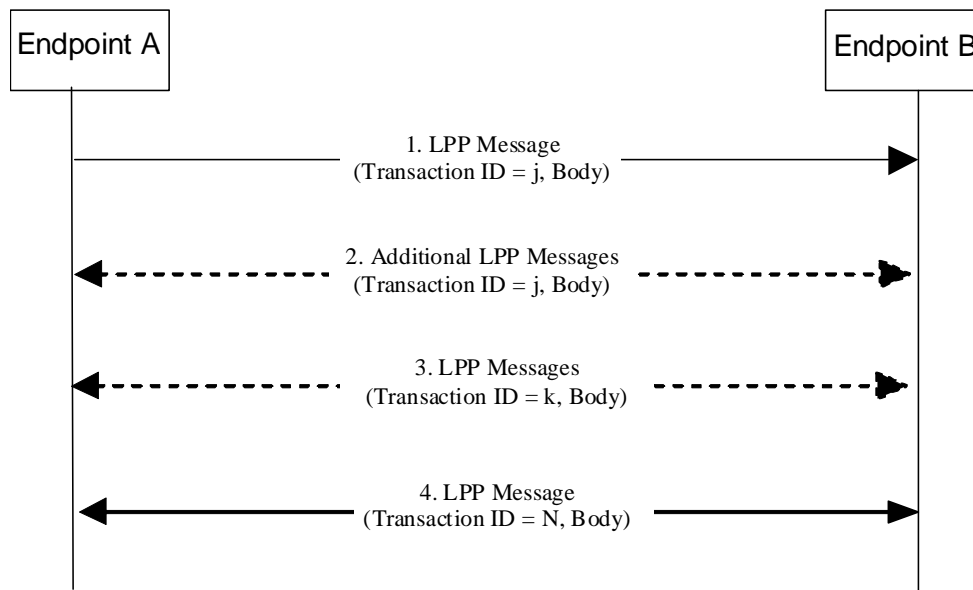 Endpoint A
Endpoint B
1. LPP Message
(Transaction ID = j, Body)
2. Additional LPP Messages
(Transaction ID = j, Body)
3. LPP Messages
(Transaction ID = k, Body)
4. LPP Message
(Transaction ID = N, Body)